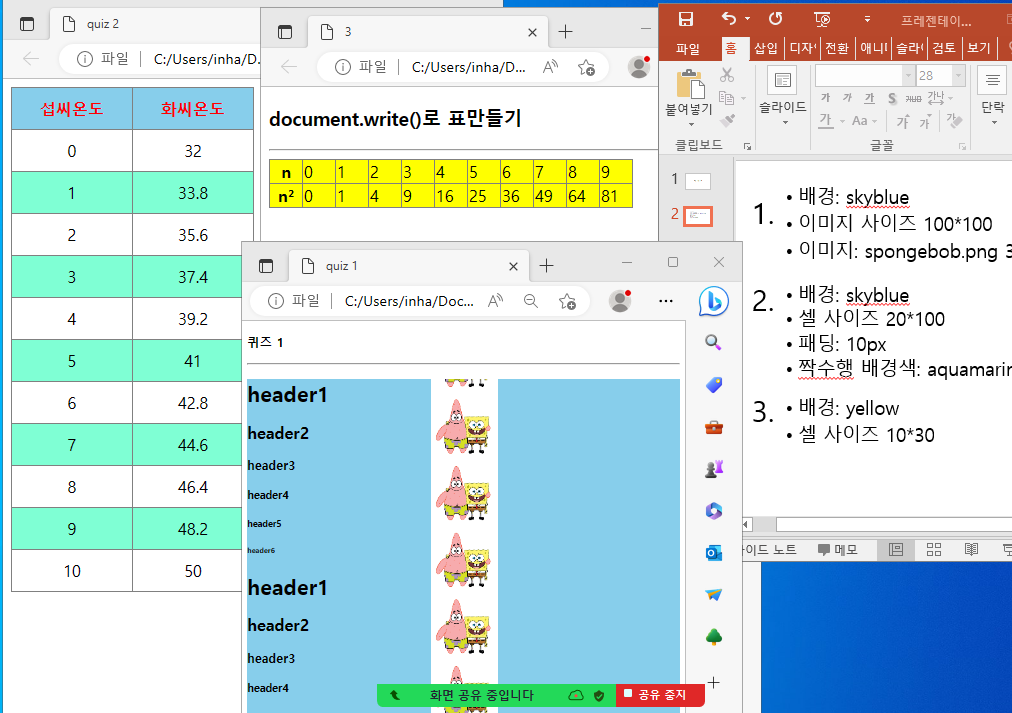 quiz 2
파일
C:/Users/inha/D...
섭씨온도 화씨온도
0 32
1 33.8
2 35.6
3 37.4
4 39.2
5 41
6 42.8
7 44.6
8 46.4
9 48.2
10 50
3
파일
C:/Users/inha/D...
document.write()로 표만들기
n 0 1 2 3 4 5 6 7 8 9
n² 0 1 4 9 16 25 36 49 64 81
quiz 1
파일
C:/Users/inha/Doc...
퀴즈 1
header1
header2
header3
header4
header5
header6
header1
header2
header3
header4
화면 공유 중입니다
공유 중지
프레젠테이...
파일 홈 삽입 디자 전환 애니 슬라 검토 보기
붙여넣기
클립보드
슬라이드
28
가 가 가 S 가나 간
가 Aa 가 가 가
글꼴
단락
1
2
1.
• 배경: skyblue
• 이미지 사이즈 100*100
• 이미지: spongebob.png 3
2.
• 배경: skyblue
• 셀 사이즈 20*100
• 패딩: 10px
• 짝수행 배경색: aquamarin
3.
• 배경: yellow
• 셀 사이즈 10*30
이드 노트
메모